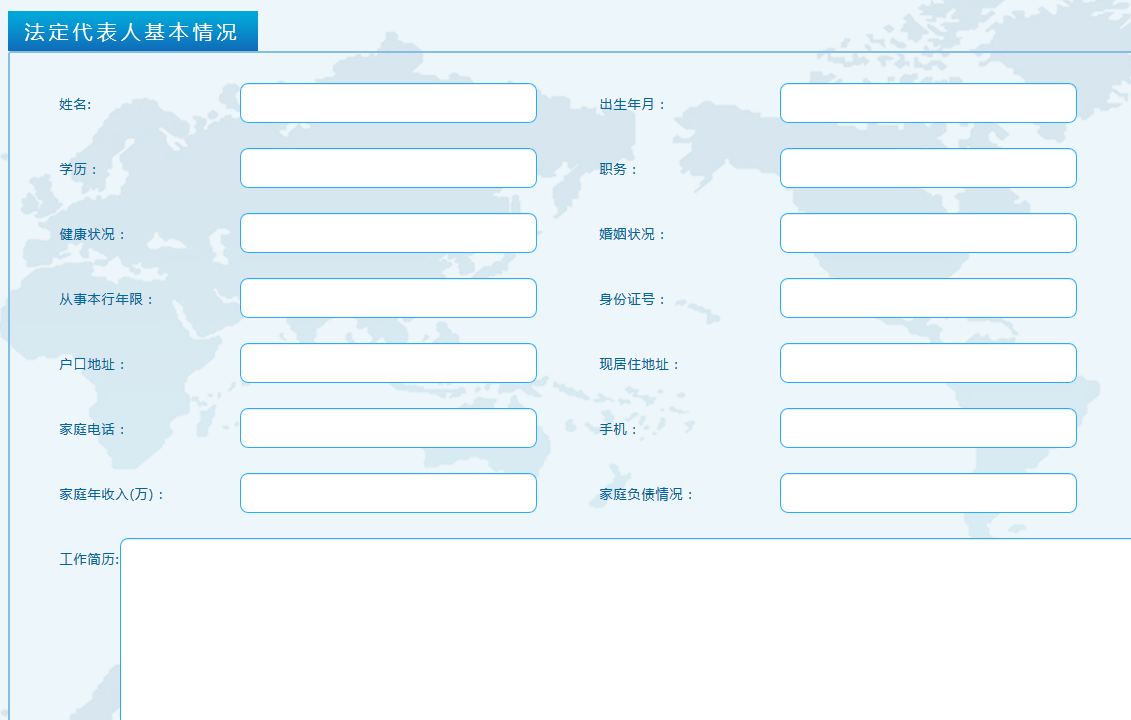 法定代表人基本情况
姓名: 出生年月：
学历： 职务：
健康状况： 婚姻状况：
从事本行年限： 身份证号：
户口地址： 现居住地址：
家庭电话： 手机：
家庭年收入(万)： 家庭负债情况：
工作简历: